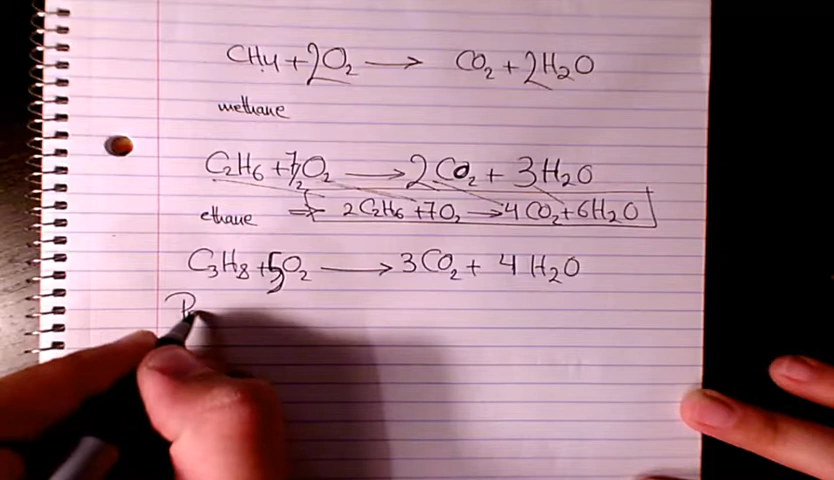 CH4 + 2O2 → CO2 + 2H2O
methane
C2H6 + 7/2O2 → 2CO2 + 3H2O
ethane ⇒ 2C2H6 + 7O2 → 4CO2 + 6H2O
C3H8 + 5O2 → 3CO2 + 4H2O
P